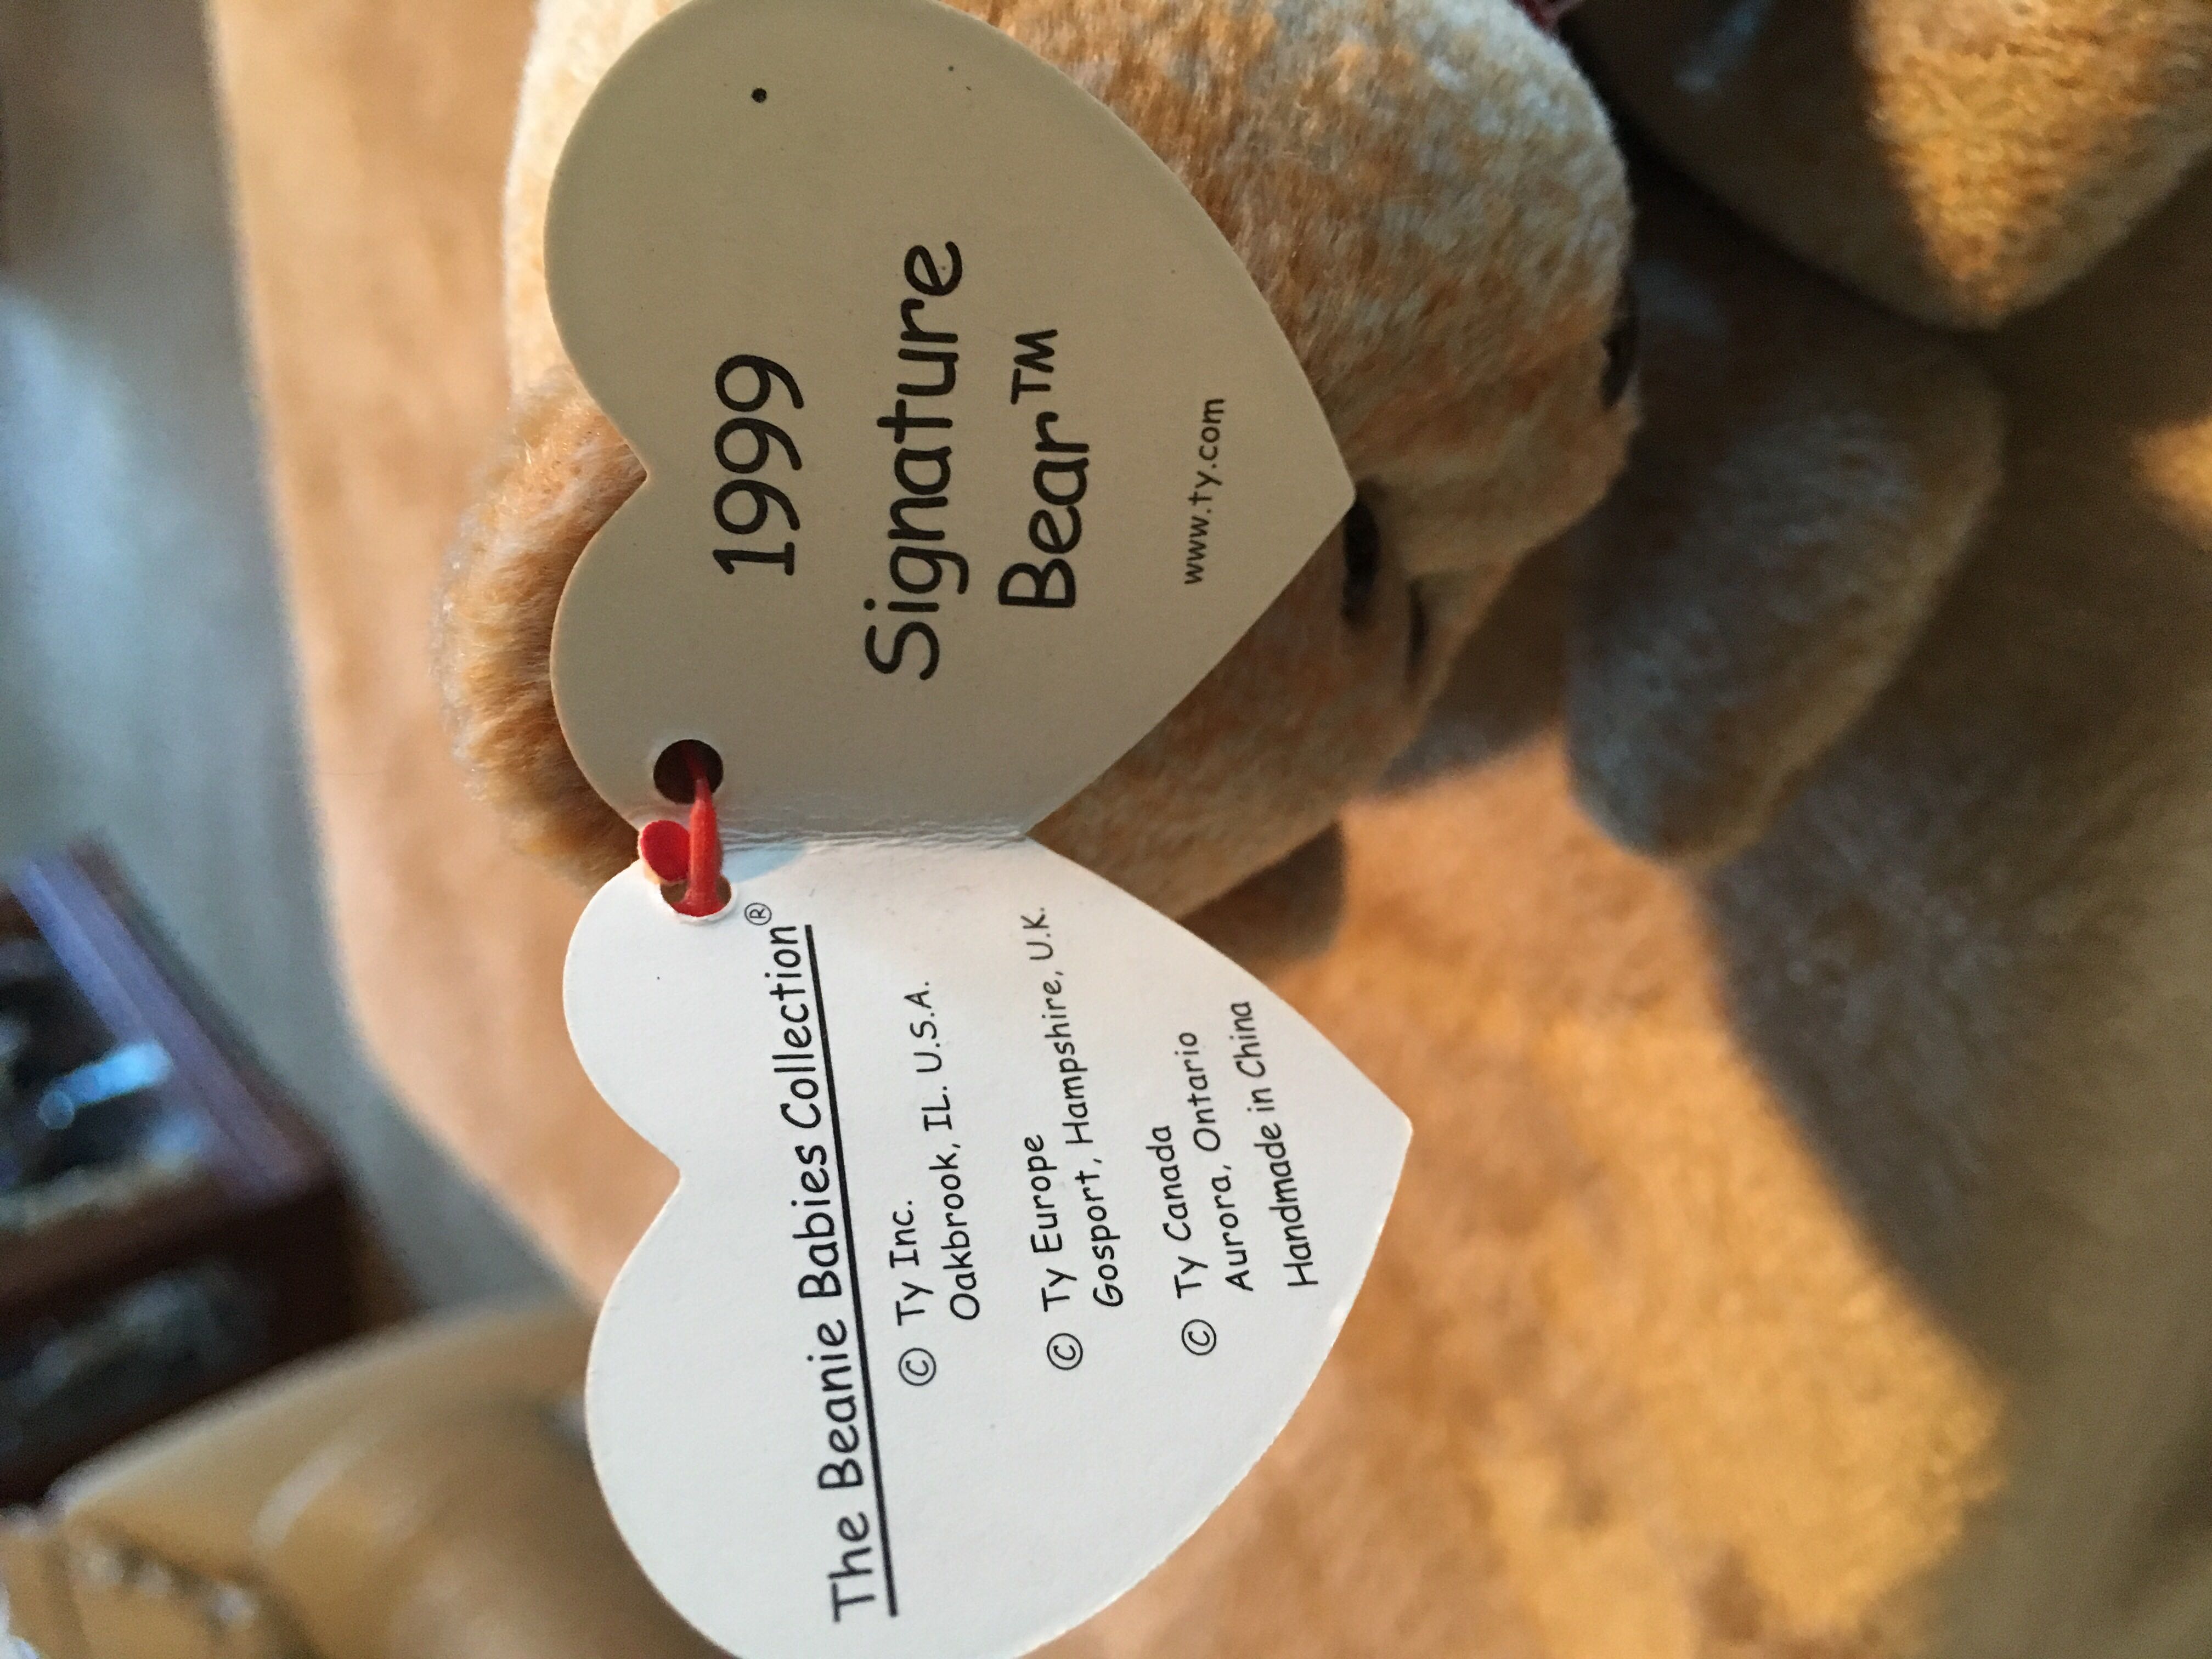 The Beanie Babies Collection®
© Ty Inc.
Oakbrook, IL. U.S.A.
© Ty Europe
Gosport, Hampshire, U.K.
© Ty Canada
Aurora, Ontario
Handmade in China
1999
Signature
Bear™
www.ty.com